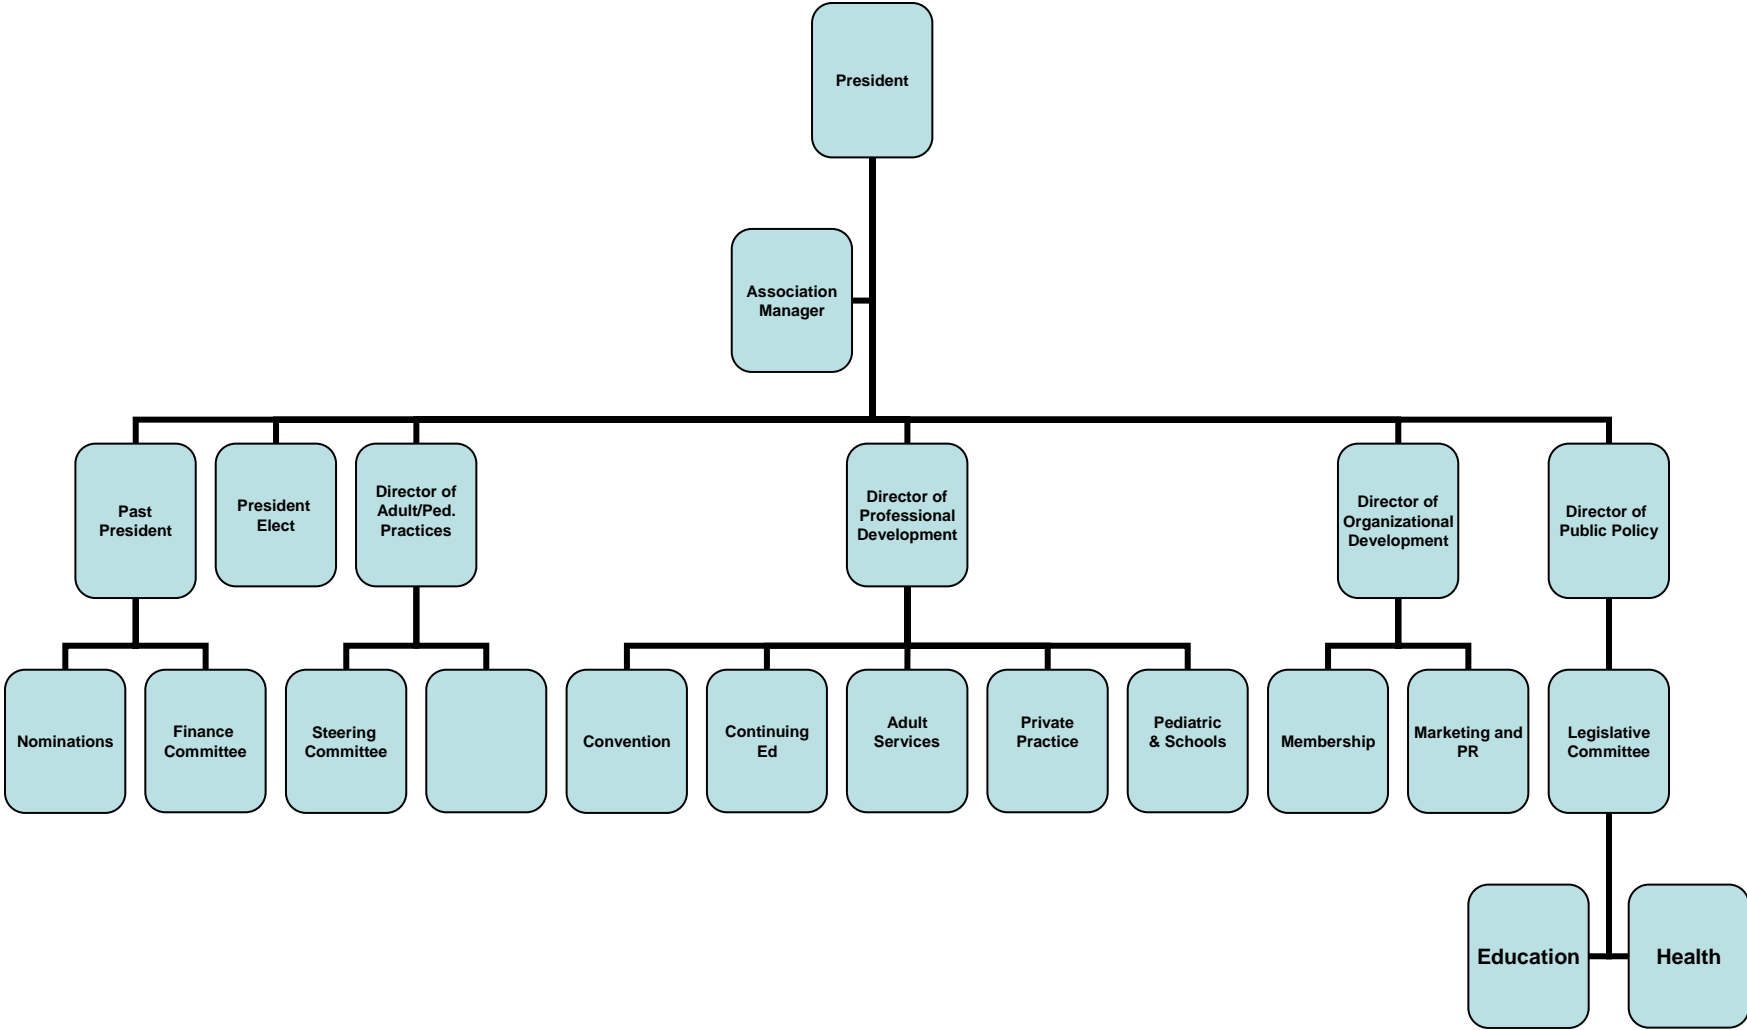 President
Association
Manager
Past
President
President
Elect
Director of
Adult/Ped.
Practices
Director of
Professional
Development
Director of
Organizational
Development
Director of
Public Policy
Nominations
Finance
Committee
Steering
Committee
Convention
Continuing
Ed
Adult
Services
Private
Practice
Pediatric
& Schools
Membership
Marketing and
PR
Legislative
Committee
Education
Health